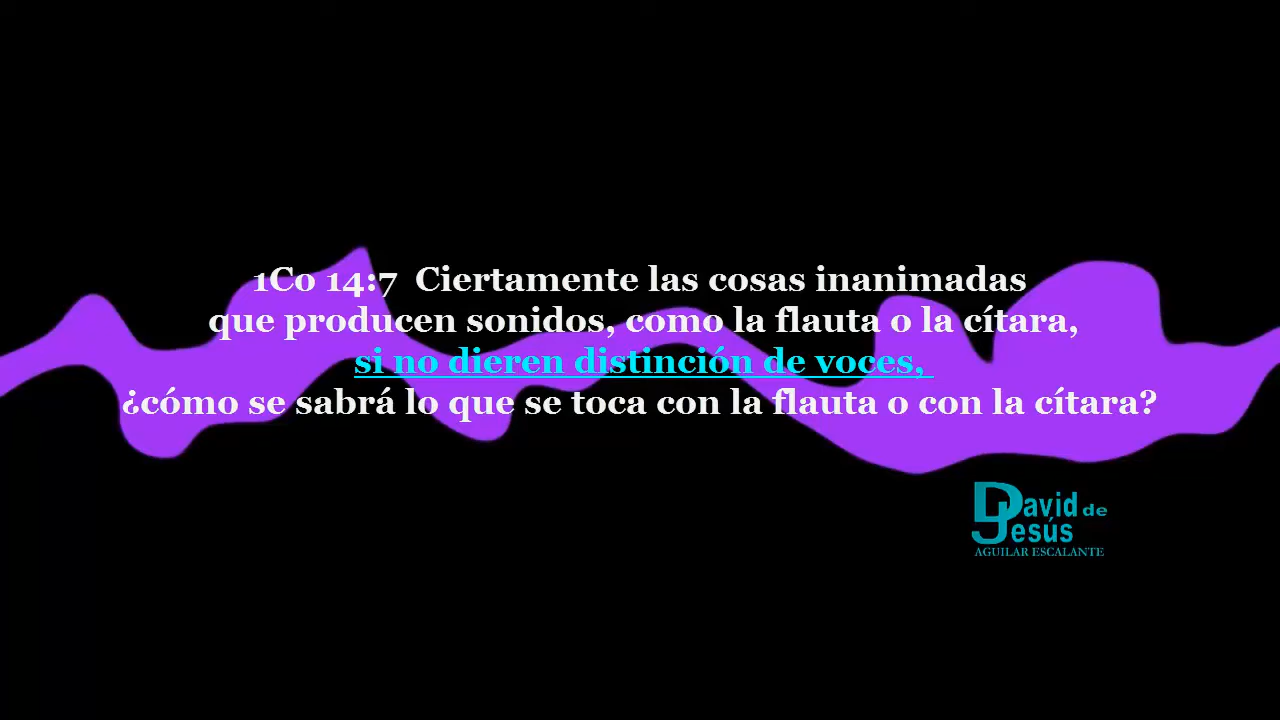 1Co 14:7  Ciertamente las cosas inanimadas
que producen sonidos, como la flauta o la cítara,
si no dieren distinción de voces,
¿cómo se sabrá lo que se toca con la flauta o con la cítara?
David de
Jesús
AGUILAR ESCALANTE